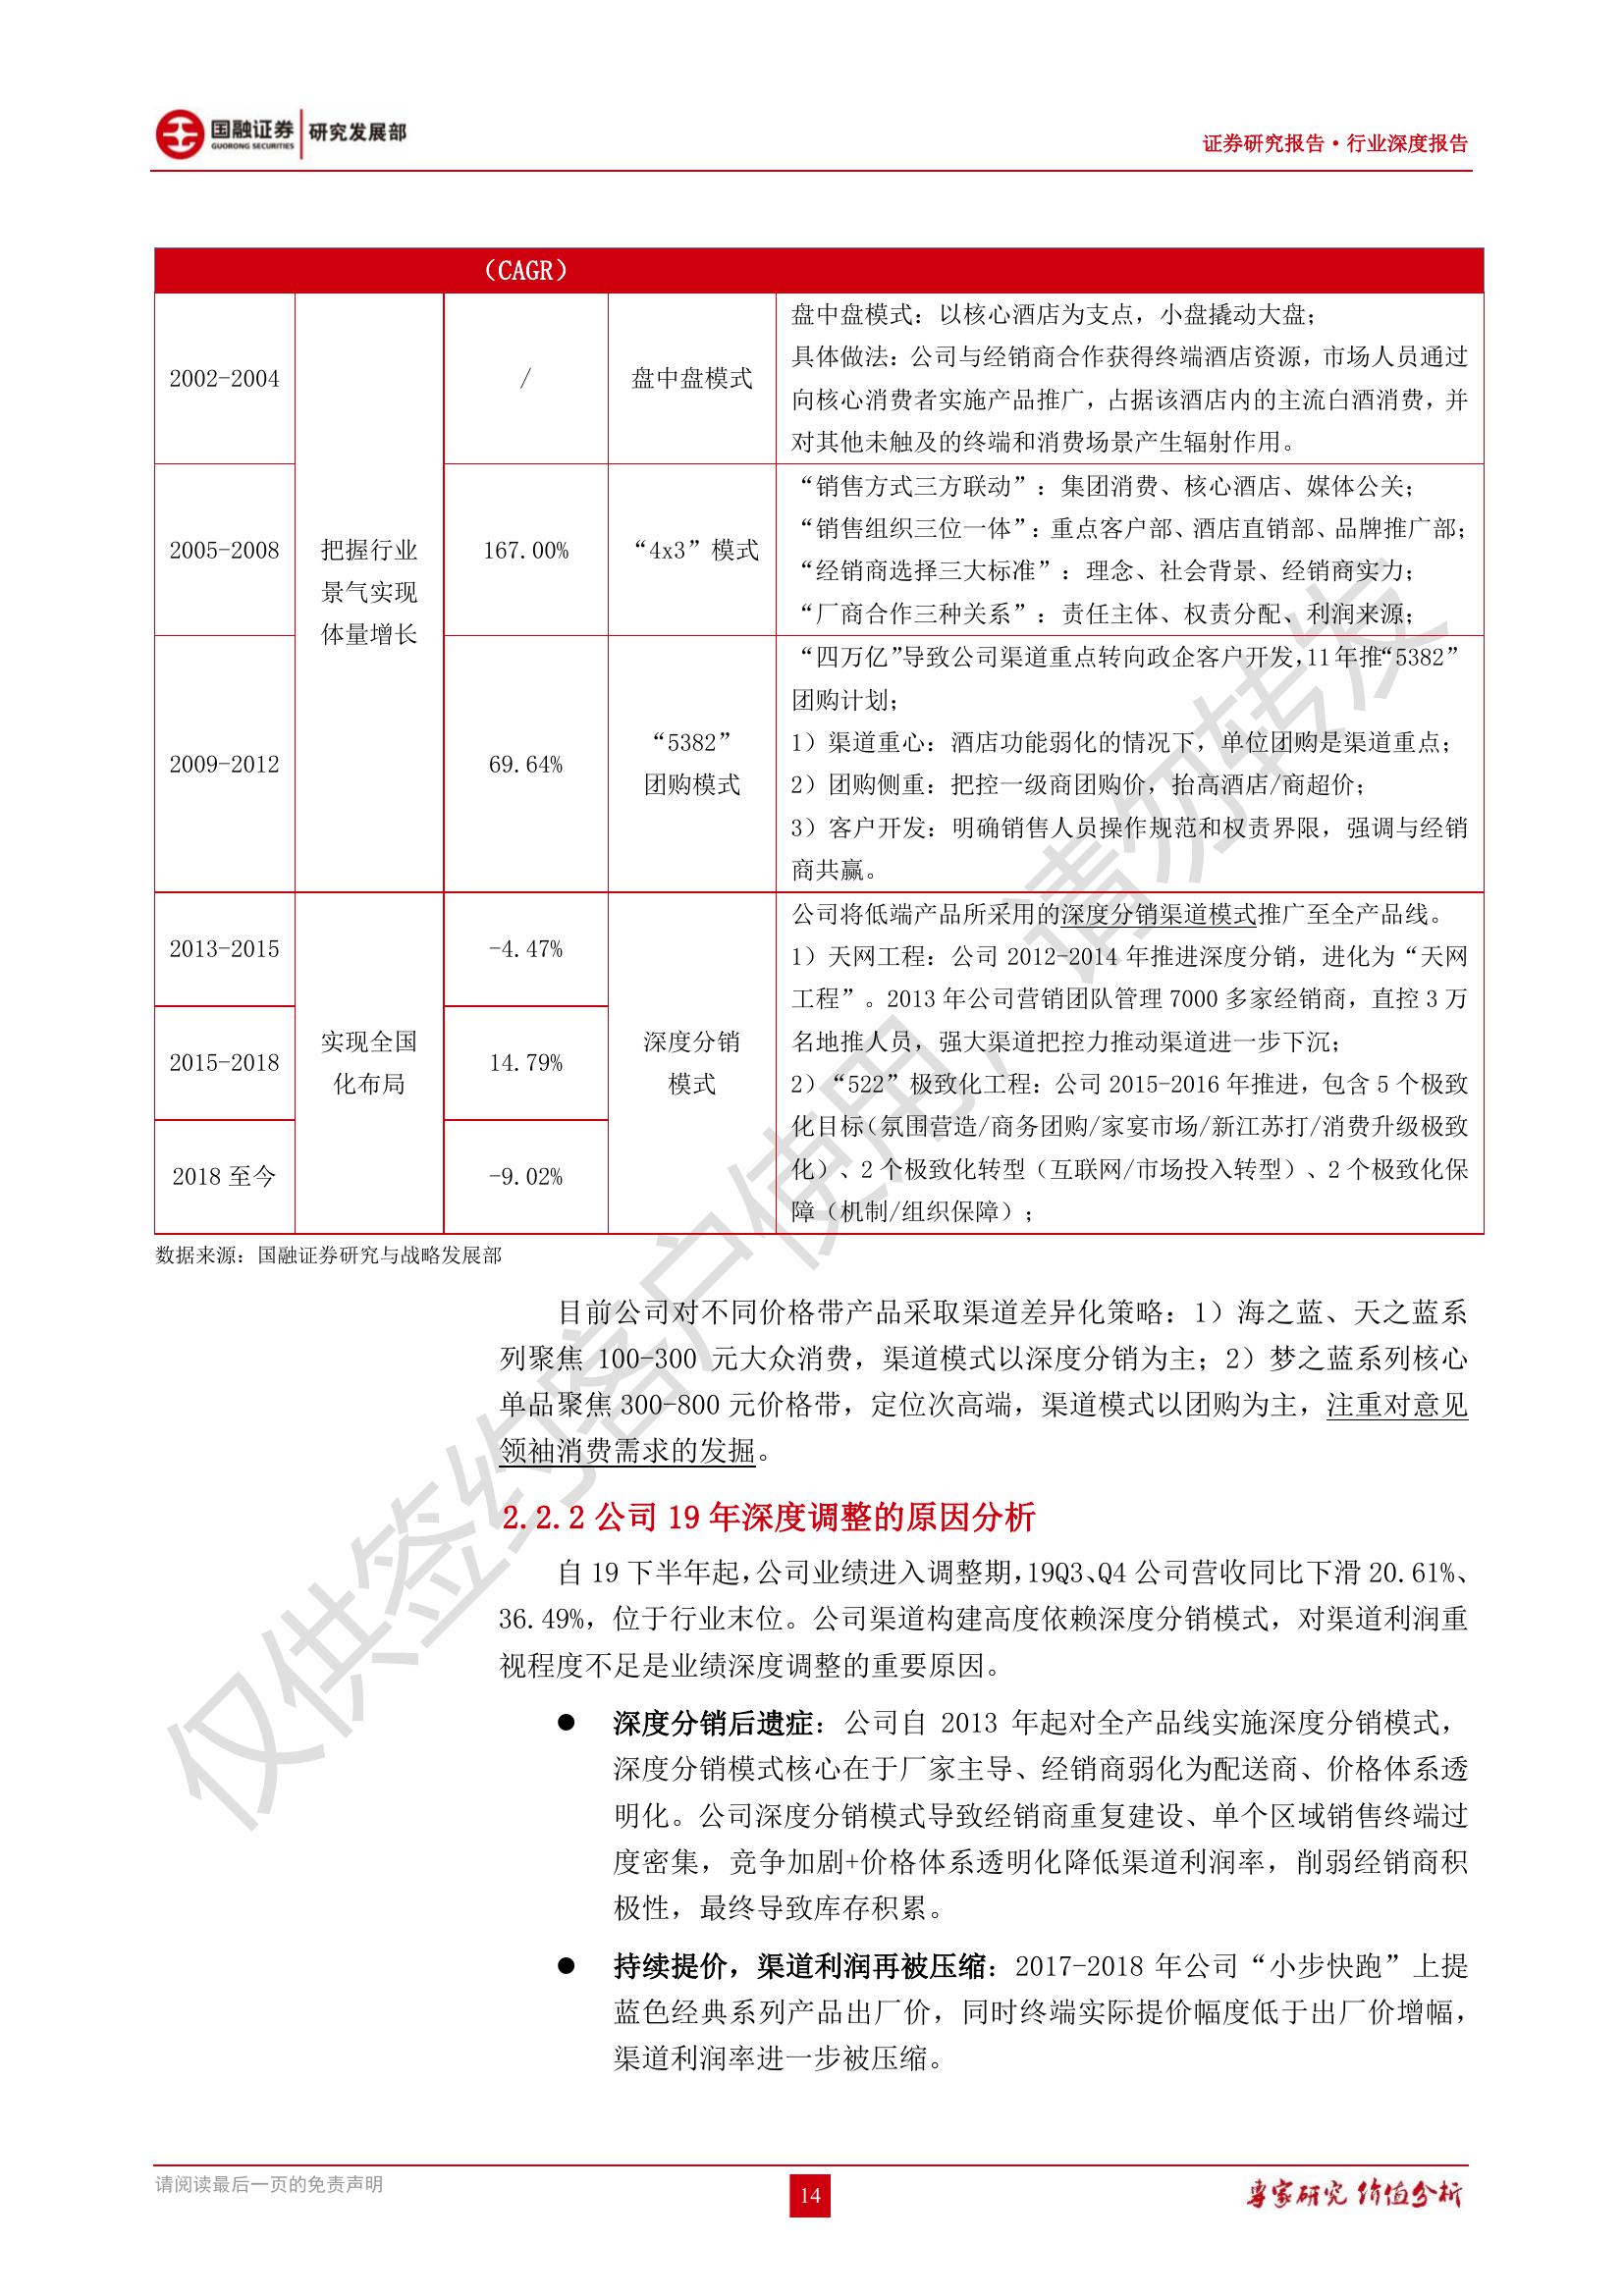 国融证券
GUORONG SECURITIES
研究发展部
证券研究报告·行业深度报告
（CAGR）
2002-2004
把握行业
景气实现
体量增长
/
盘中盘模式
盘中盘模式：以核心酒店为支点，小盘撬动大盘；
具体做法：公司与经销商合作获得终端酒店资源，市场人员通过
向核心消费者实施产品推广，占据该酒店内的主流白酒消费，并
对其他未触及的终端和消费场景产生辐射作用。
2005-2008
167.00%
“4x3”模式
“销售方式三方联动”：集团消费、核心酒店、媒体公关；
“销售组织三位一体”：重点客户部、酒店直销部、品牌推广部；
“经销商选择三大标准”：理念、社会背景、经销商实力；
“厂商合作三种关系”：责任主体、权责分配、利润来源；
2009-2012
69.64%
“5382”
团购模式
“四万亿”导致公司渠道重点转向政企客户开发，11年推“5382”
团购计划；
1）渠道重心：酒店功能弱化的情况下，单位团购是渠道重点；
2）团购侧重：把控一级商团购价，抬高酒店/商超价；
3）客户开发：明确销售人员操作规范和权责界限，强调与经销
商共赢。
2013-2015
实现全国
化布局
-4.47%
深度分销
模式
公司将低端产品所采用的深度分销渠道模式推广至全产品线。
1）天网工程：公司 2012-2014 年推进深度分销，进化为“天网
工程”。2013 年公司营销团队管理 7000 多家经销商，直控 3 万
名地推人员，强大渠道把控力推动渠道进一步下沉；
2）“522”极致化工程：公司 2015-2016 年推进，包含 5 个极致
化目标（氛围营造/商务团购/家宴市场/新江苏打/消费升级极致
化）、2 个极致化转型（互联网/市场投入转型）、2 个极致化保
障（机制/组织保障）；
2015-2018
14.79%
2018 至今
-9.02%
数据来源：国融证券研究与战略发展部
目前公司对不同价格带产品采取渠道差异化策略：1）海之蓝、天之蓝系
列聚焦 100-300 元大众消费，渠道模式以深度分销为主；2）梦之蓝系列核心
单品聚焦 300-800 元价格带，定位次高端，渠道模式以团购为主，注重对意见
领袖消费需求的发掘。
2.2.2 公司 19 年深度调整的原因分析
自 19 下半年起，公司业绩进入调整期，19Q3、Q4 公司营收同比下滑 20.61%、
36.49%，位于行业末位。公司渠道构建高度依赖深度分销模式，对渠道利润重
视程度不足是业绩深度调整的重要原因。
● 深度分销后遗症：公司自 2013 年起对全产品线实施深度分销模式，
深度分销模式核心在于厂家主导、经销商弱化为配送商、价格体系透
明化。公司深度分销模式导致经销商重复建设、单个区域销售终端过
度密集，竞争加剧+价格体系透明化降低渠道利润率，削弱经销商积
极性，最终导致库存积累。
● 持续提价，渠道利润再被压缩：2017-2018 年公司“小步快跑”上提
蓝色经典系列产品出厂价，同时终端实际提价幅度低于出厂价增幅，
渠道利润率进一步被压缩。
仅供签约客户使用，请勿转发
请阅读最后一页的免责声明
14
专家研究 价值分析